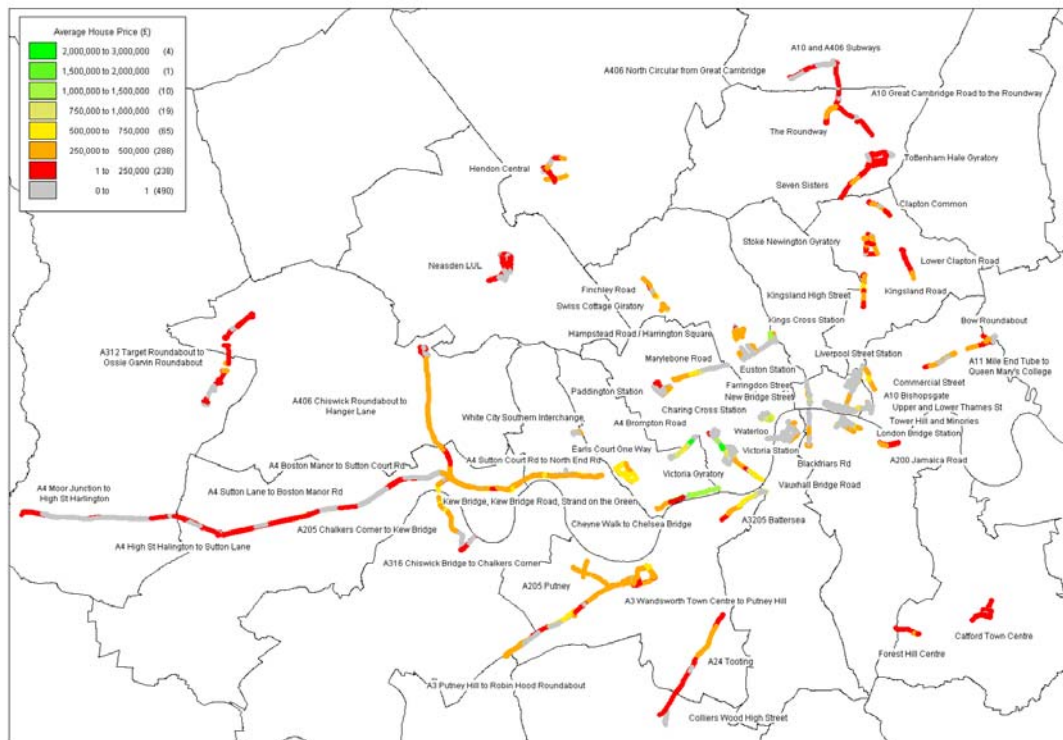 Average House Price (£)
2,000,000 to 3,000,000 (4)
1,500,000 to 2,000,000 (1)
1,000,000 to 1,500,000 (10)
750,000 to 1,000,000 (19)
500,000 to 750,000 (65)
250,000 to 500,000 (288)
1 to 250,000 (238)
0 to 1 (490)
A10 and A406 Subways
A406 North Circular from Great Cambridge
A10 Great Cambridge Road to the Roundway
The Roundway
Tottenham Hale Gyratory
Hendon Central
Seven Sisters
Clapton Common
Stoke Newington Gyratory
Neasden LUL
Lower Clapton Road
Finchley Road
Kingsland Road
Kingsland High Street
Swiss Cottage Giratory
Kings Cross Station
Bow Roundabout
Hampstead Road / Harrington Square
A312 Target Roundabout to
Ossie Garvin Roundabout
Liverpool Street Station
Marylebone Road
A11 Mile End Tube to
Queen Mary's College
Euston Station
Commercial Street
Farringdon Street
Paddington Station
New Bridge Street
A10 Bishopsgate
A406 Chiswick Roundabout to
Hanger Lane
Upper and Lower Thames St
Charing Cross Station
White City Southern Interchange
A4 Brompton Road
Tower Hill and Minories
Waterloo
London Bridge Station
Victoria Station
Earls Court One Way
A4 Sutton Court Rd to North End Rd
A200 Jamaica Road
A4 Boston Manor to Sutton Court Rd
Blackfriars Rd
Victoria Gyratory
A4 Moor Junction to
High St Harlington
A4 Sutton Lane to Boston Manor Rd
Vauxhall Bridge Road
Kew Bridge, Kew Bridge Road, Strand on the Green
A205 Chalkers Corner to Kew Bridge
Cheyne Walk to Chelsea Bridge
A3205 Battersea
A4 High St Halington to Sutton Lane
A316 Chiswick Bridge to Chalkers Corner
A205 Putney
A3 Wandsworth Town Centre to Putney Hill
Catford Town Centre
Forest Hill Centre
A24 Tooting
A3 Putney Hill to Robin Hood Roundabout
Colliers Wood High Street